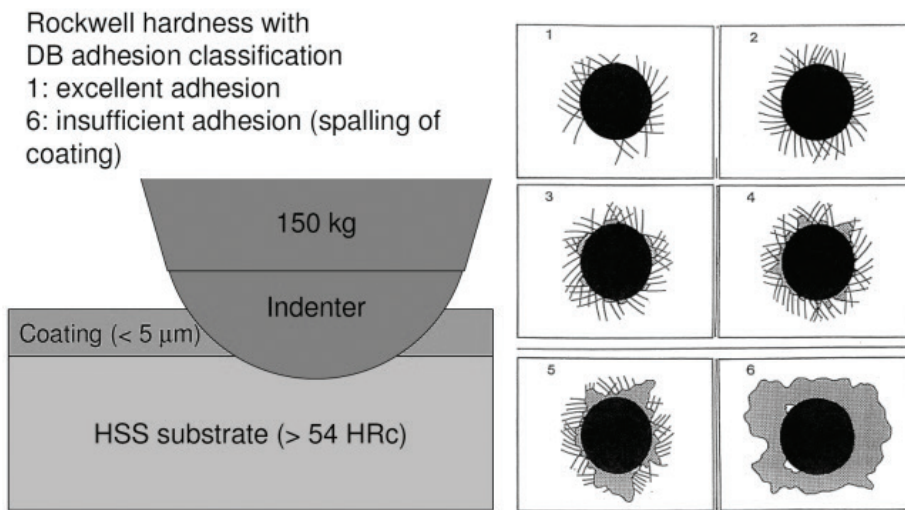 Rockwell hardness with
DB adhesion classification
1: excellent adhesion
6: insufficient adhesion (spalling of
coating)
150 kg
Indenter
Coating (< 5 µm)
HSS substrate (> 54 HRc)
1
2
3
4
5
6